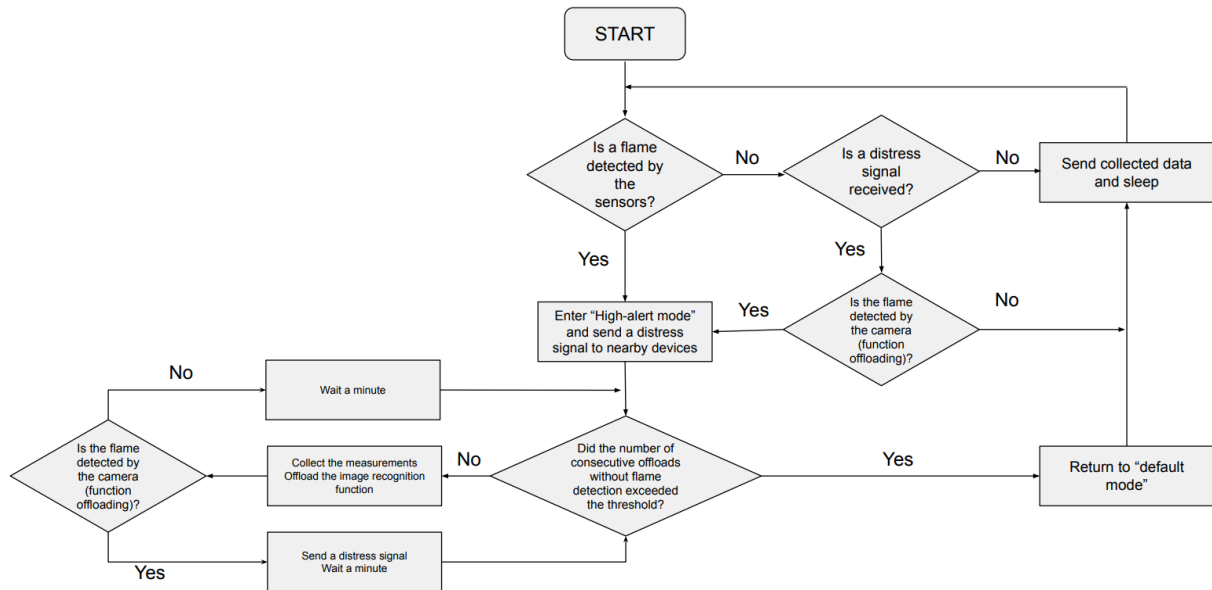 START
Is a flame
detected by
the
sensors?
No
Is a distress
signal
received?
No
Send collected data
and sleep
Yes
Yes
Enter “High-alert mode”
and send a distress
signal to nearby devices
Yes
Is the flame
detected by
the camera
(function
offloading)?
No
No
Wait a minute
Is the flame
detected by
the camera
(function
offloading)?
Collect the measurements
Offload the image recognition
function
No
Did the number of
consecutive offloads
without flame
detection exceeded
the threshold?
Yes
Return to “default
mode”
Yes
Send a distress signal
Wait a minute